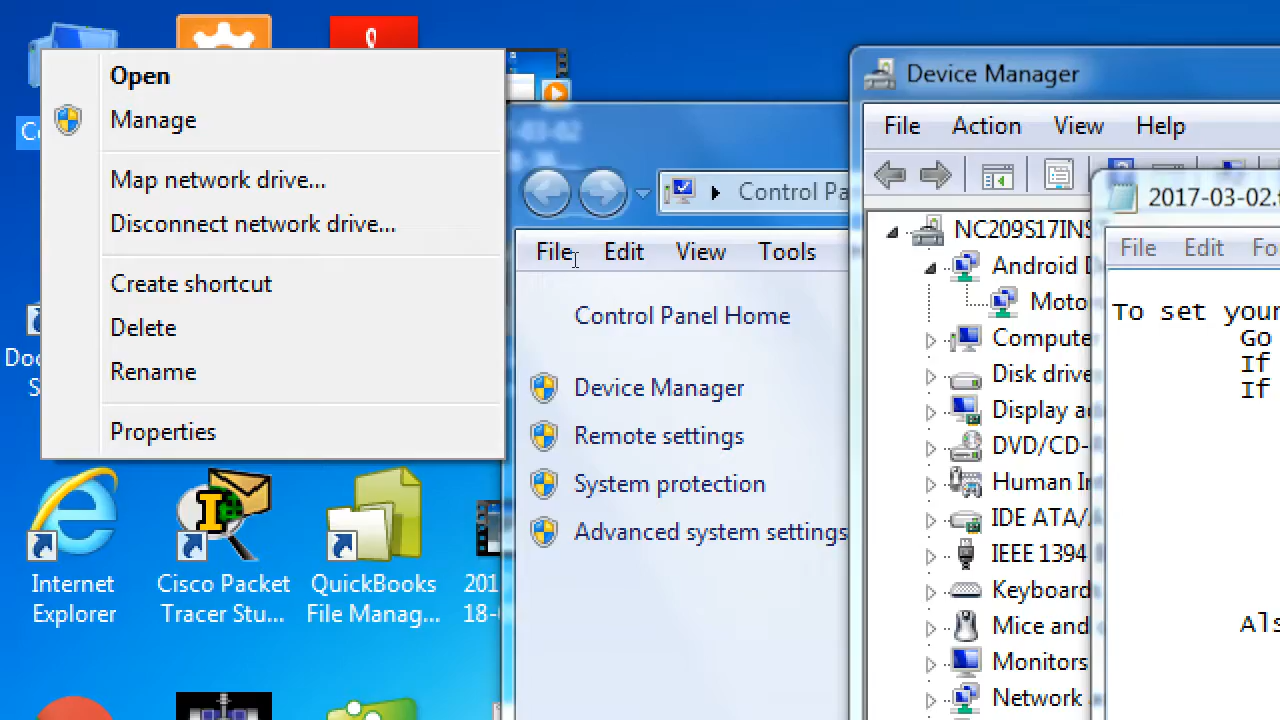 Open
Manage
Map network drive...
Disconnect network drive...
Create shortcut
Delete
Rename
Properties
Internet
Explorer
Cisco Packet
Tracer Stu...
QuickBooks
File Manag...
201
18-
Control Pa
File Edit View Tools
Control Panel Home
Device Manager
Remote settings
System protection
Advanced system settings
Device Manager
File Action View Help
NC209S17INS
Android D
Moto
Compute
Disk drive
Display a
DVD/CD-
Human In
IDE ATA/
IEEE 1394
Keyboard
Mice and
Monitors
Network
2017-03-02.t
File Edit Fo
To set your
Go
If
If
Als